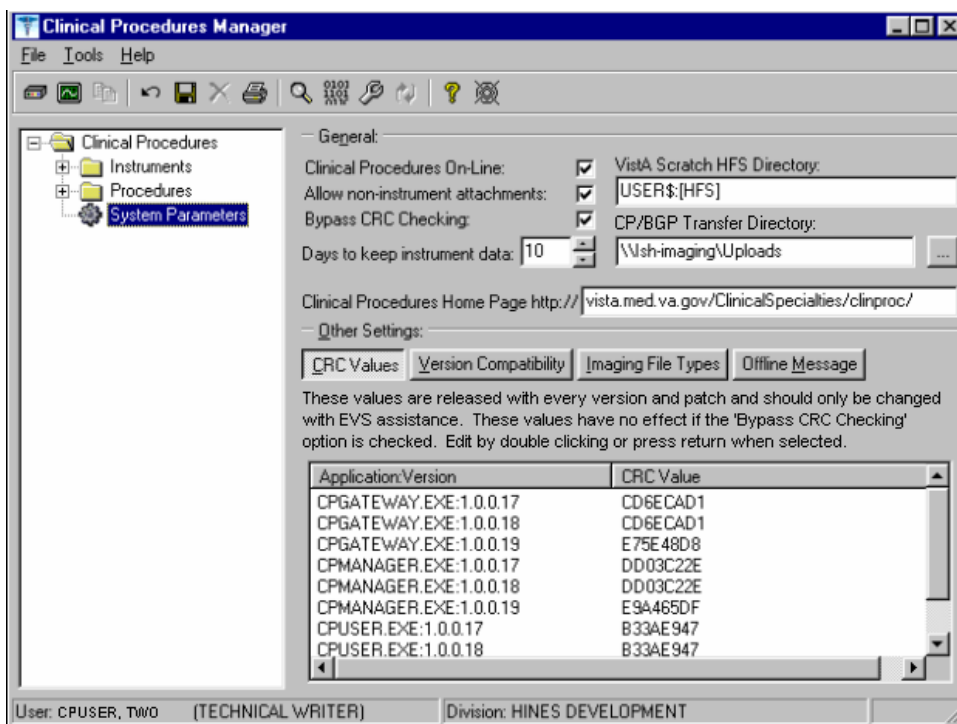 Clinical Procedures Manager
File Tools Help
Clinical Procedures
Instruments
Procedures
System Parameters
General:
Clinical Procedures On-Line:
Allow non-instrument attachments:
Bypass CRC Checking:
Days to keep instrument data: 10
VistA Scratch HFS Directory:
USER$:[HFS]
CP/BGP Transfer Directory:
\\Ish-imaging\Uploads
...
Clinical Procedures Home Page http:// vista.med.va.gov/ClinicalSpecialties/clinproc/
Other Settings:
CRC Values Version Compatibility Imaging File Types Offline Message
These values are released with every version and patch and should only be changed
with EVS assistance. These values have no effect if the 'Bypass CRC Checking'
option is checked. Edit by double clicking or press return when selected.
Application:Version CRC Value
CPGATEWAY.EXE:1.0.0.17 CD6ECAD1
CPGATEWAY.EXE:1.0.0.18 CD6ECAD1
CPGATEWAY.EXE:1.0.0.19 E75E48D8
CPMANAGER.EXE:1.0.0.17 DD03C22E
CPMANAGER.EXE:1.0.0.18 DD03C22E
CPMANAGER.EXE:1.0.0.19 E9A465DF
CPUSER.EXE:1.0.0.17 B33AE947
CPUSER.EXE:1.0.0.18 B33AE947
User: CPUSER, TWO (TECHNICAL WRITER) Division: HINES DEVELOPMENT